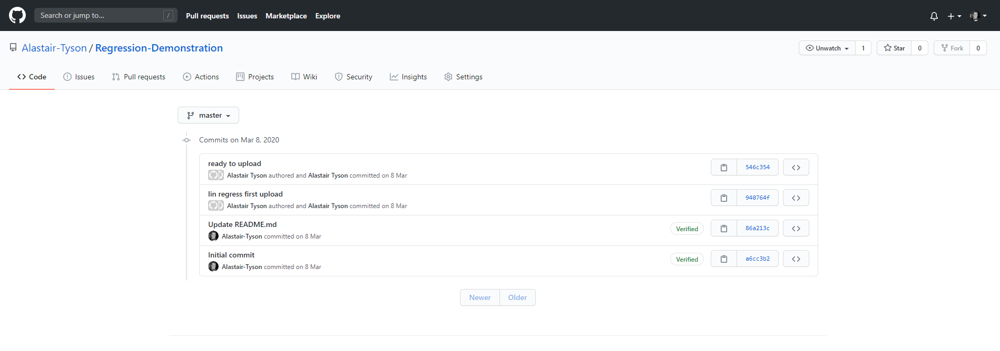 Search or jump to... /
Pull requests Issues Marketplace Explore
Alastair-Tyson / Regression-Demonstration
Unwatch 1 Star 0 Fork 0
Code Issues Pull requests Actions Projects Wiki Security Insights Settings
master
Commits on Mar 8, 2020
ready to upload
Alastair Tyson authored and Alastair Tyson committed on 8 Mar
546c354
lin regress first upload
Alastair Tyson authored and Alastair Tyson committed on 8 Mar
940764f
Update README.md
Alastair-Tyson committed on 8 Mar
Verified 86a213c
Initial commit
Alastair-Tyson committed on 8 Mar
Verified a6cc3b2
Newer Older